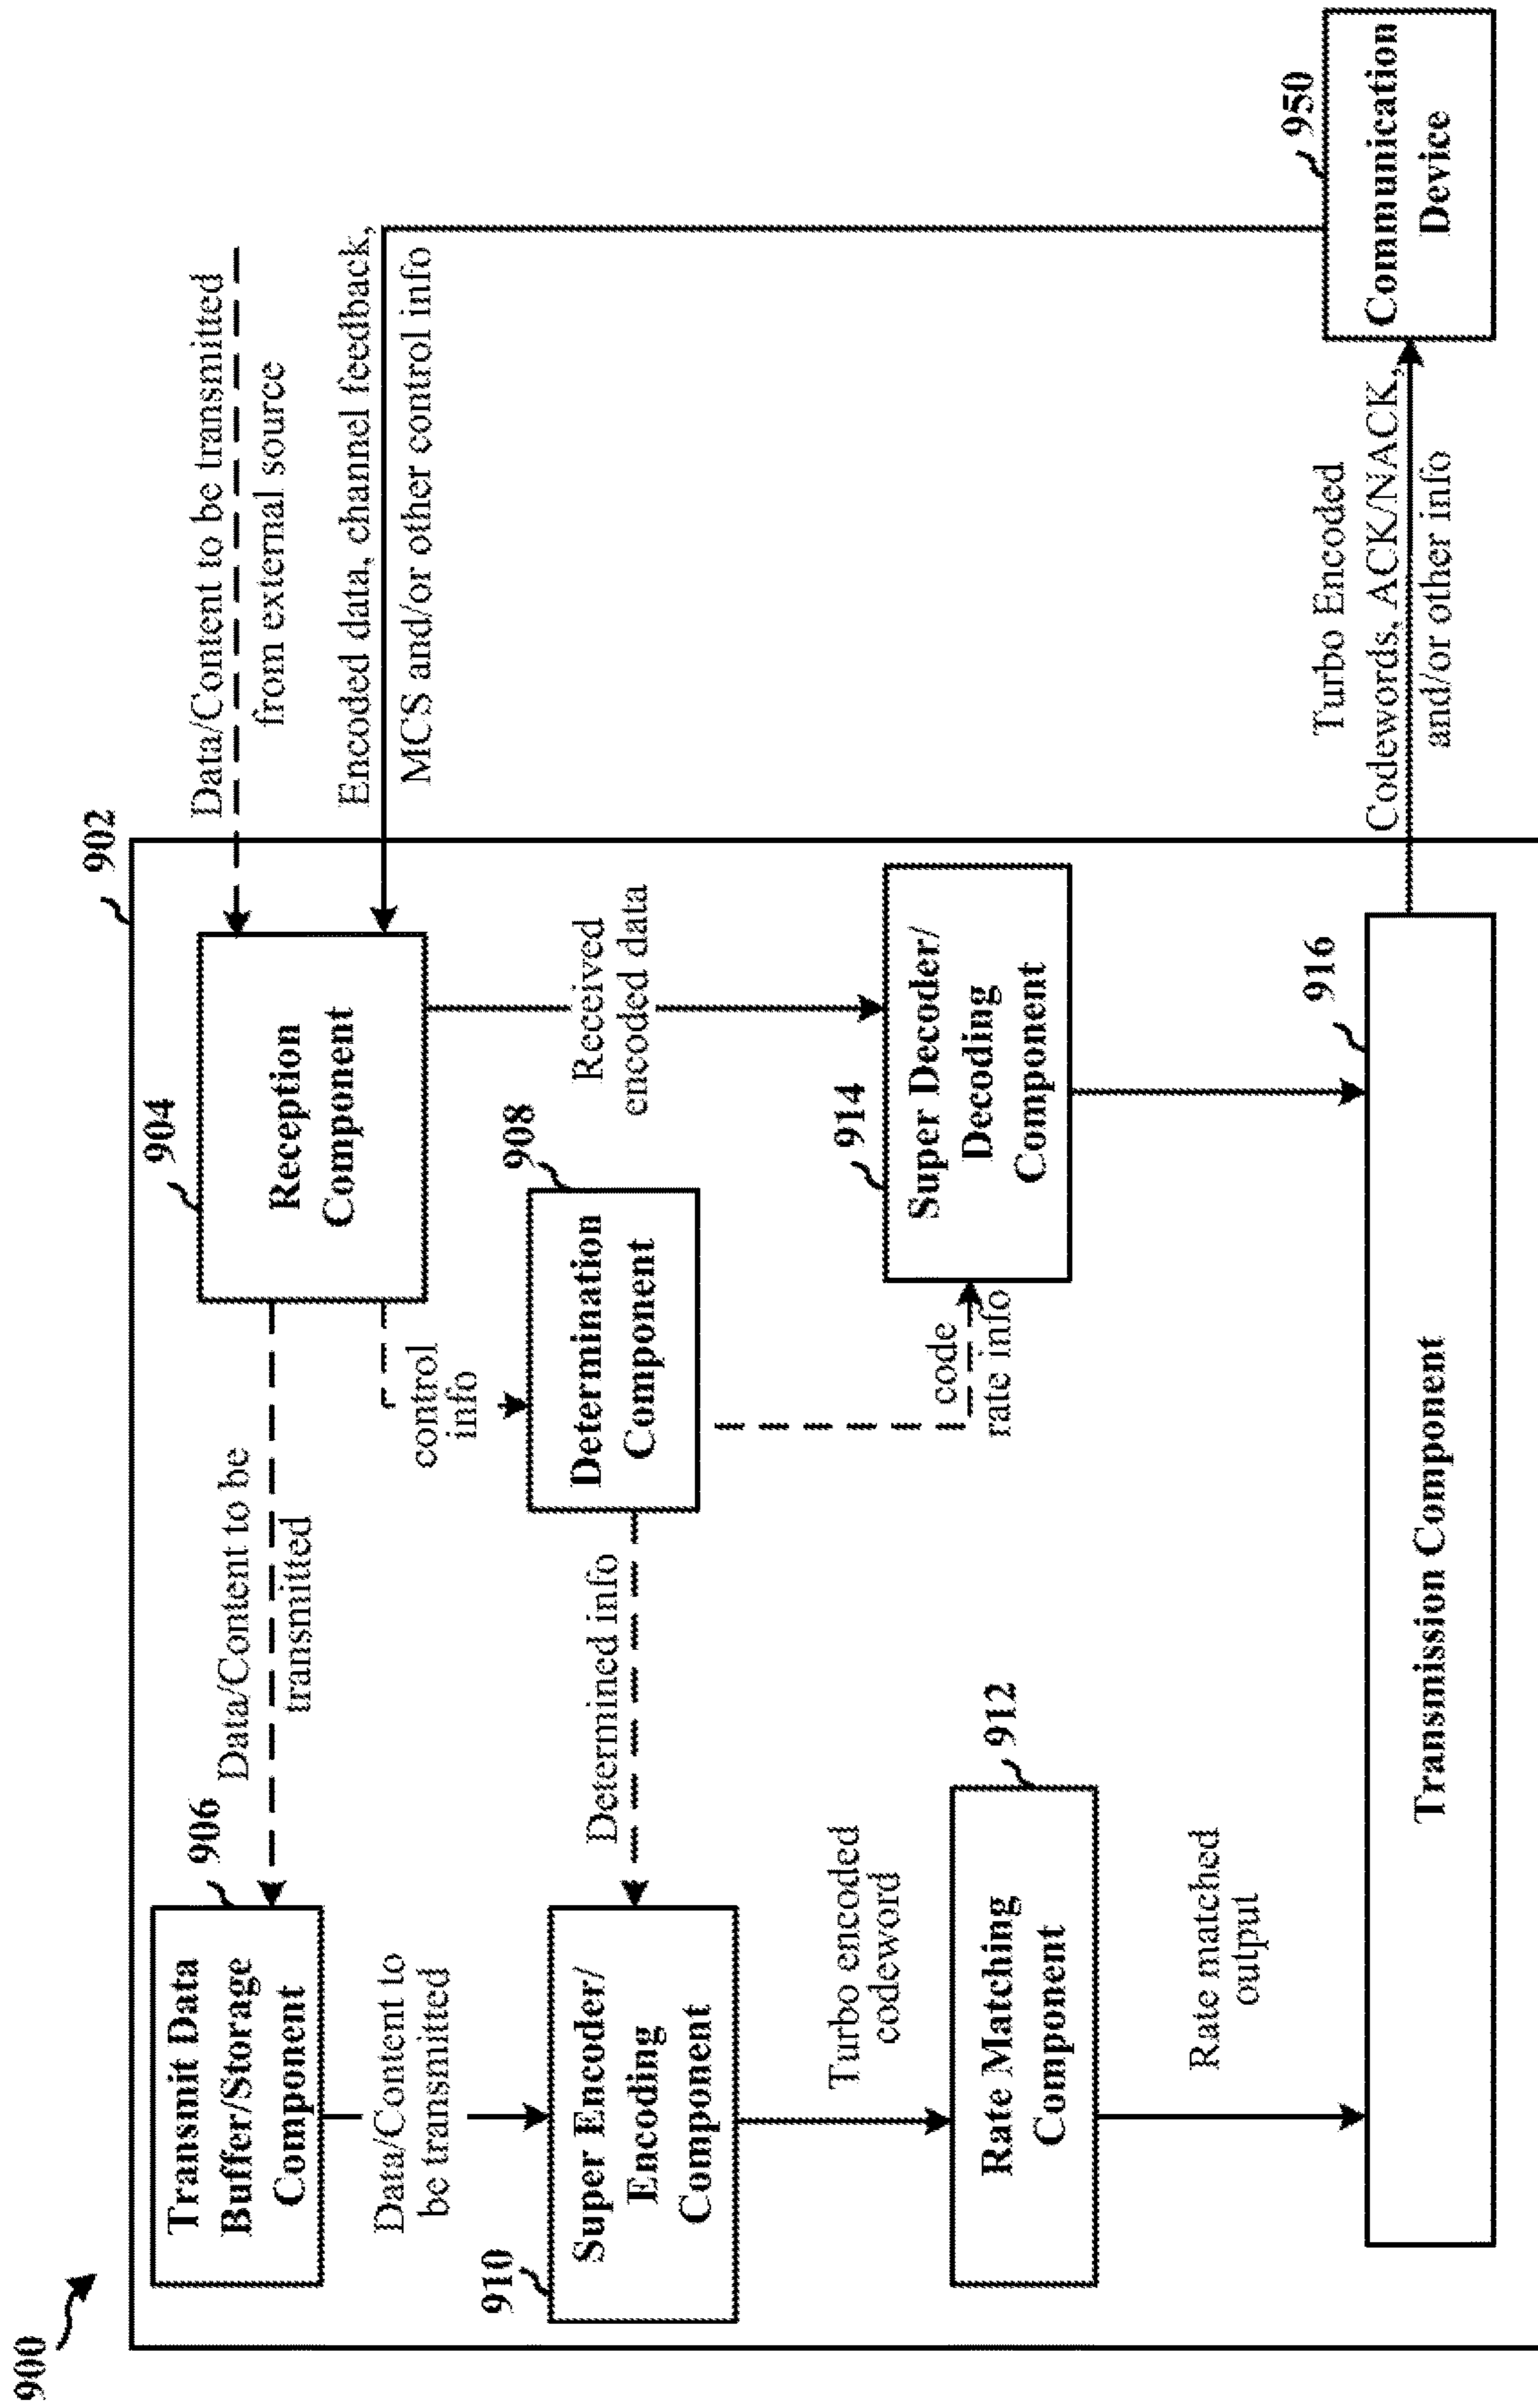 900
902
Transmit Data
Buffer/Storage
Component
906
Data/Content to be
transmitted
904
Reception
Component
Data/Content to be transmitted
from external source
Encoded data, channel feedback,
MCS and/or other control info
Data/Content to
be transmitted
control
info
908
Determination
Component
Received
encoded data
910
Super Encoder/
Encoding
Component
Determined info
code
rate info
914
Super Decoder/
Decoding
Component
Turbo encoded
codeword
912
Rate Matching
Component
Rate matched
output
916
Transmission Component
Turbo Encoded
Codewords, ACK/NACK,
and/or other info
950
Communication
Device